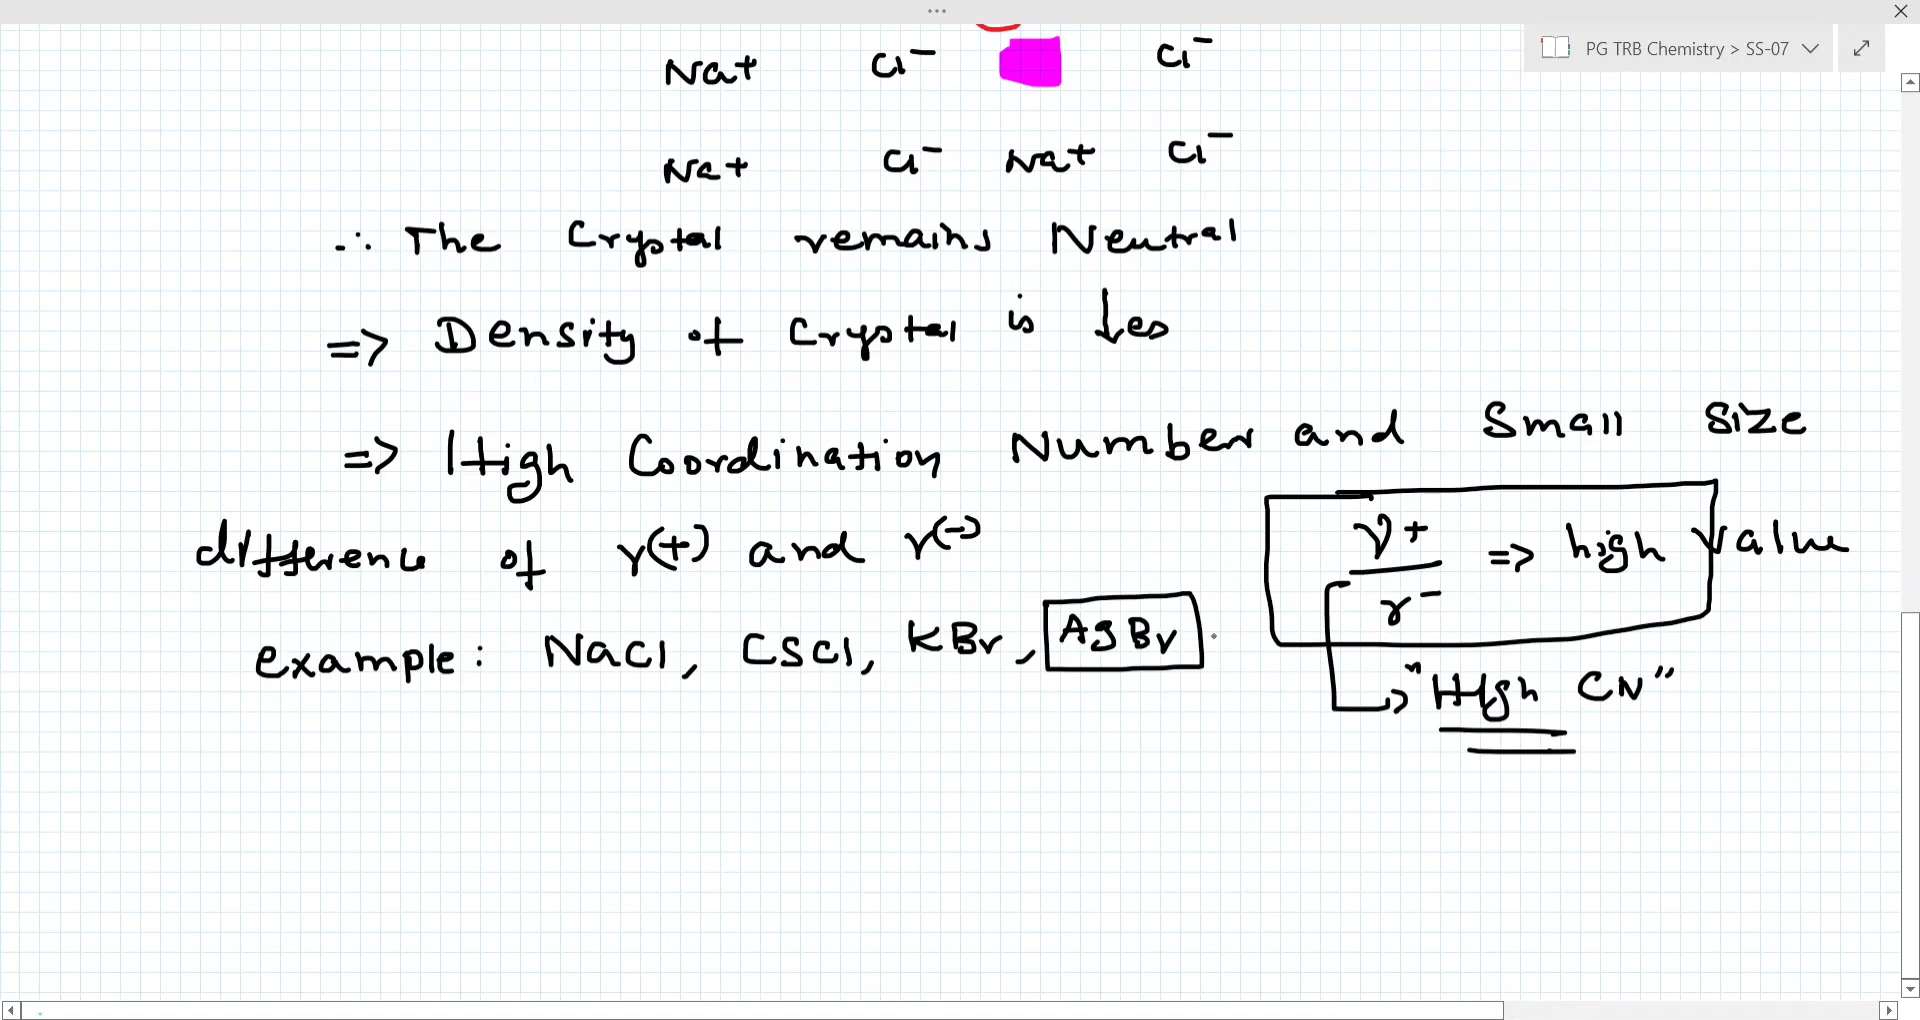 PG TRB Chemistry > SS-07
Na+ Cl⁻ Cl⁻
Na+ Cl⁻ Na+ Cl⁻
∴ The Crystal remains Neutral
=> Density of Crystal is ↓es
=> High Coordination Number and Small Size
difference of r(+) and r(-)
r+ / r⁻ => high Value
example: NaCl, CsCl, KBr, AgBr.
"High CN"